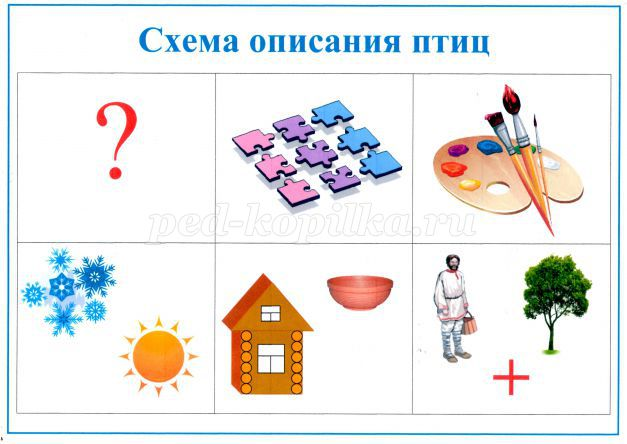 Схема описания птиц
?
ped-kopilka.ru
+